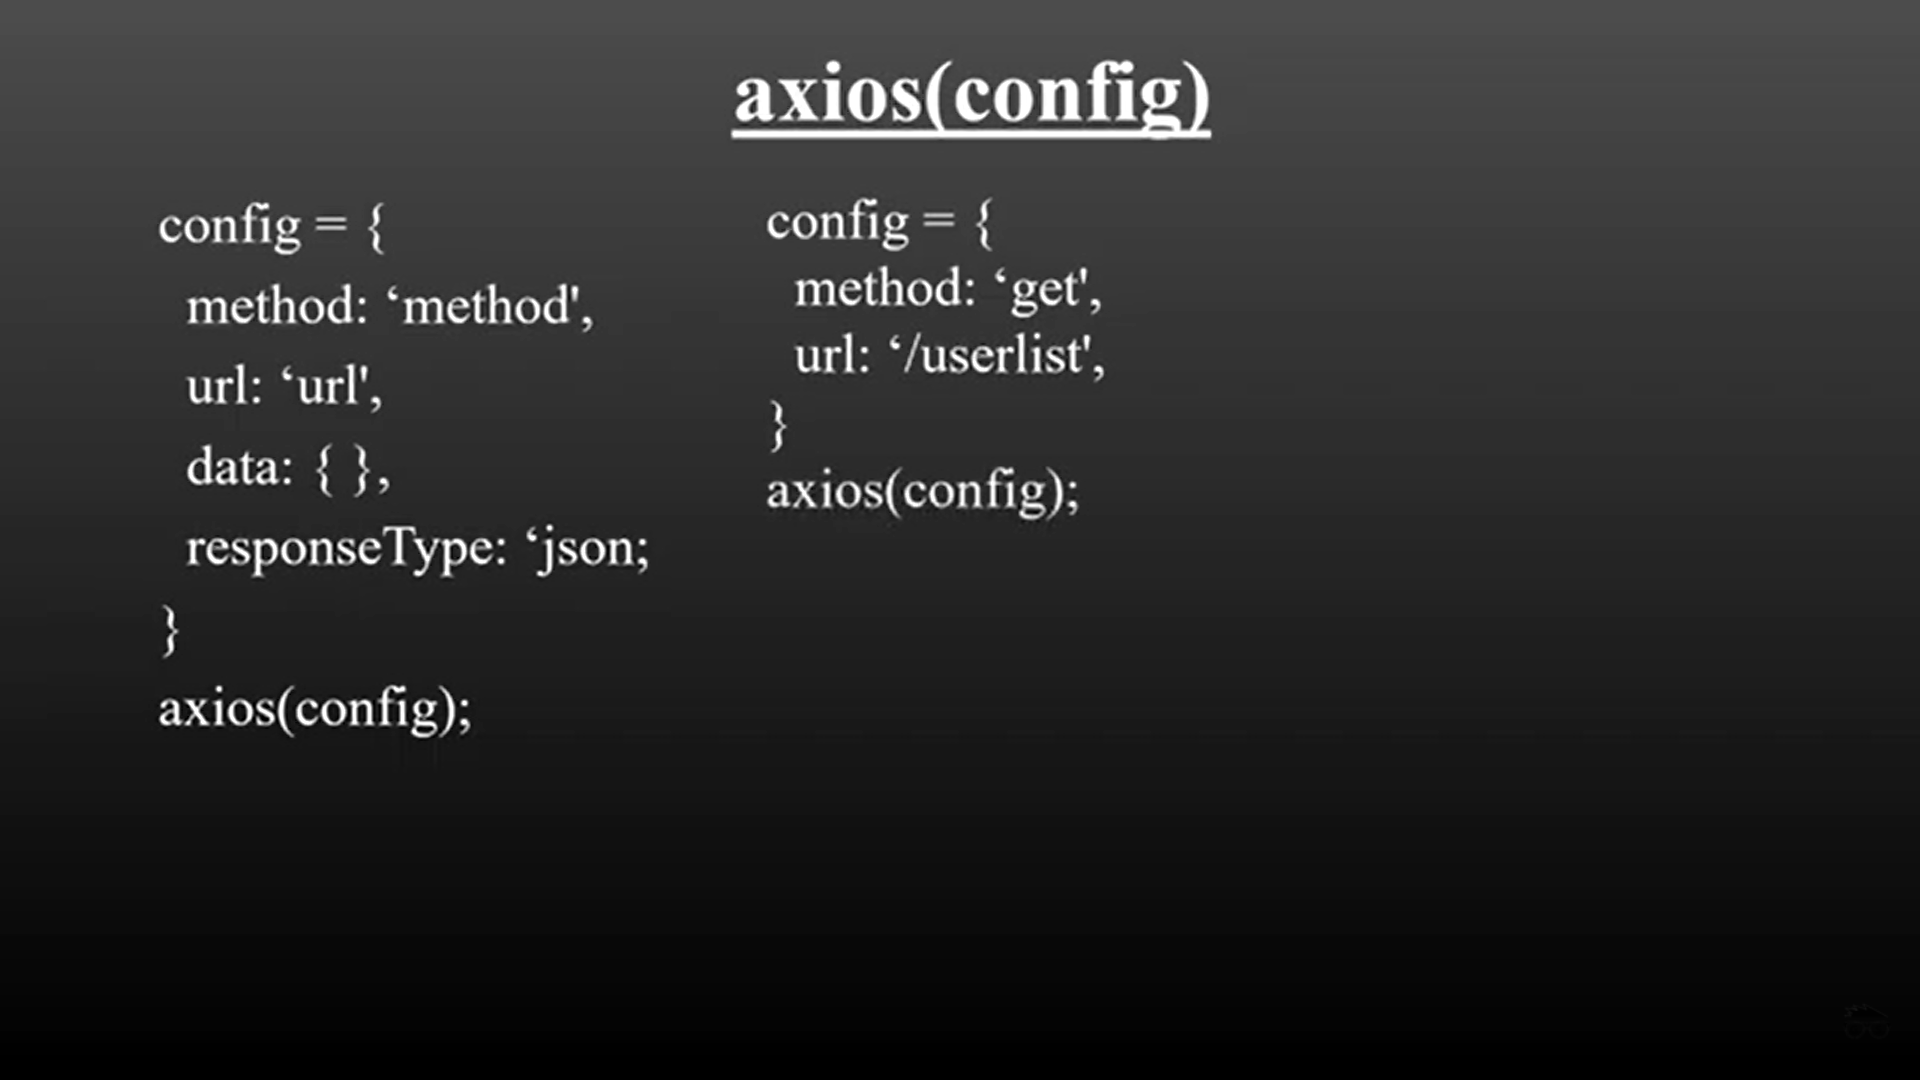 axios(config)
config = {
method: ‘method',
url: ‘url',
data: { },
responseType: ‘json;
}
axios(config);
config = {
method: ‘get',
url: ‘/userlist',
}
axios(config);